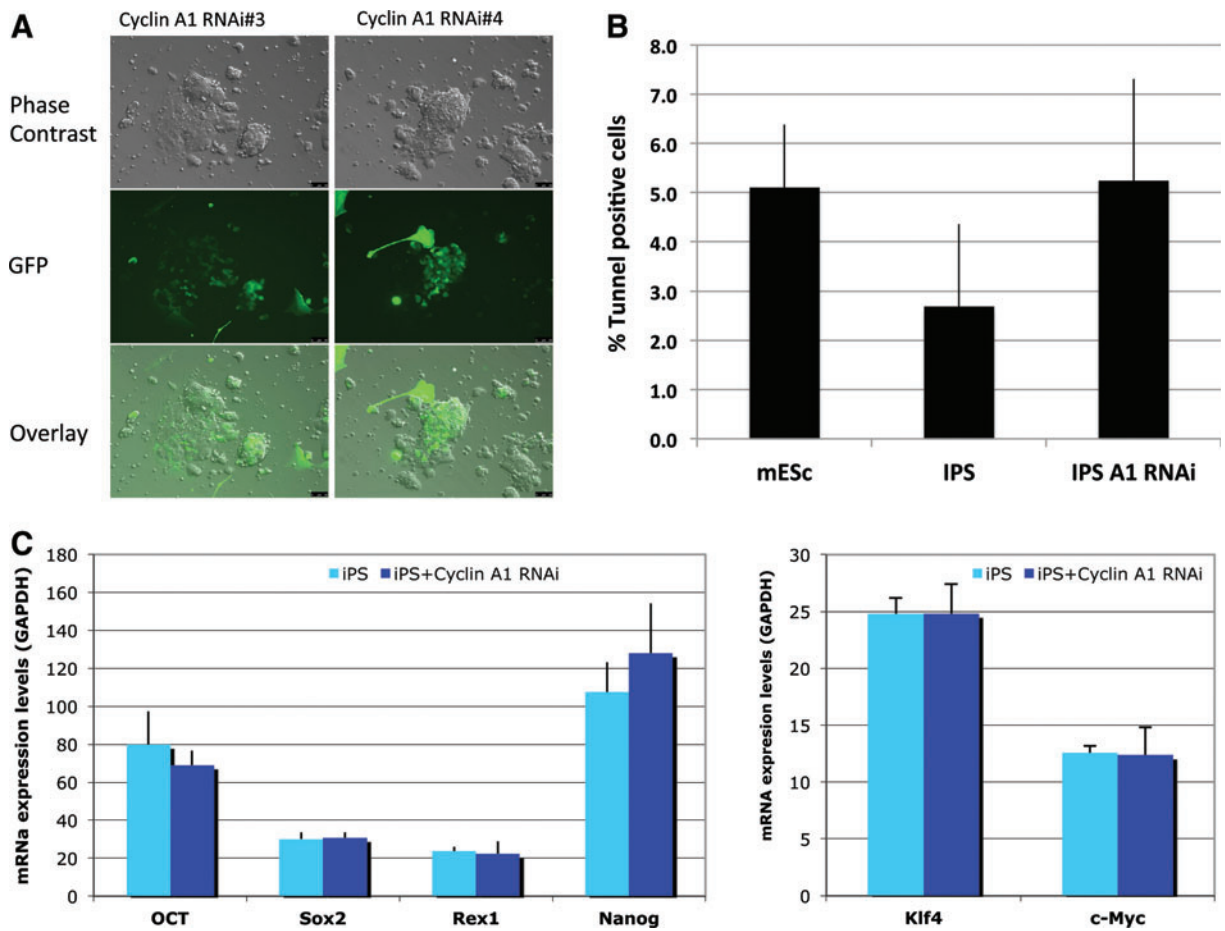 A
Cyclin A1 RNAi#3
Cyclin A1 RNAi#4
Phase
Contrast
GFP
Overlay
B
% Tunnel positive cells
8.0
7.0
6.0
5.0
4.0
3.0
2.0
1.0
0.0
mESc
IPS
IPS A1 RNAi
C
mRNa expression levels (GAPDH)
180
160
140
120
100
80
60
40
20
0
iPS
iPS+Cyclin A1 RNAi
OCT
Sox2
Rex1
Nanog
mRNA expresion levels (GAPDH)
30
25
20
15
10
5
0
iPS
iPS+Cyclin A1 RNAi
Klf4
c-Myc